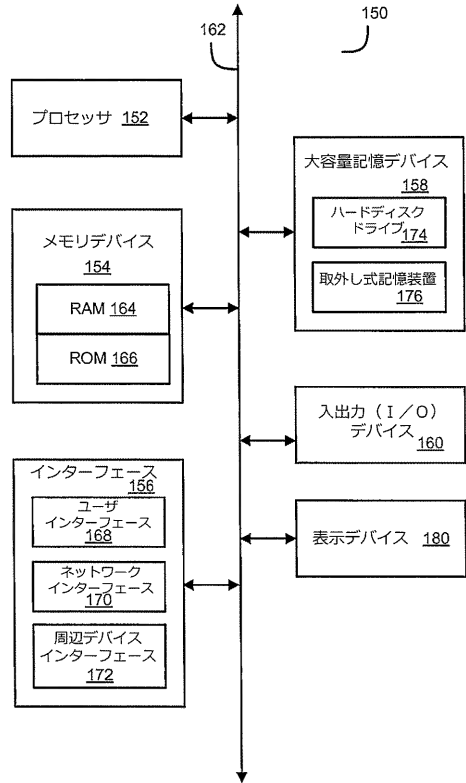 162
150
プロセッサ 152
メモリデバイス
154
RAM 164
ROM 166
インターフェース
156
ユーザ
インターフェース
168
ネットワーク
インターフェース
170
周辺デバイス
インターフェース
172
大容量記憶デバイス
158
ハードディスク
ドライブ174
取外し式記憶装置
176
入出力(I/O)
デバイス 160
表示デバイス 180